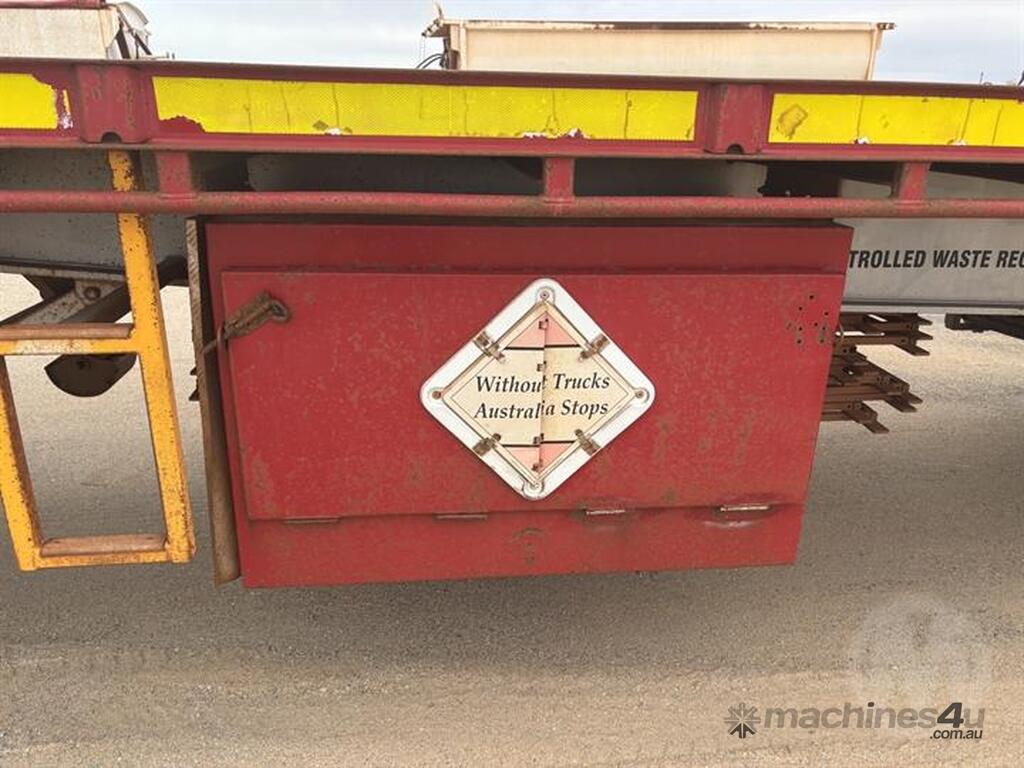 TROLLED WASTE REC
Without Trucks
Australia Stops
machines4u
.com.au